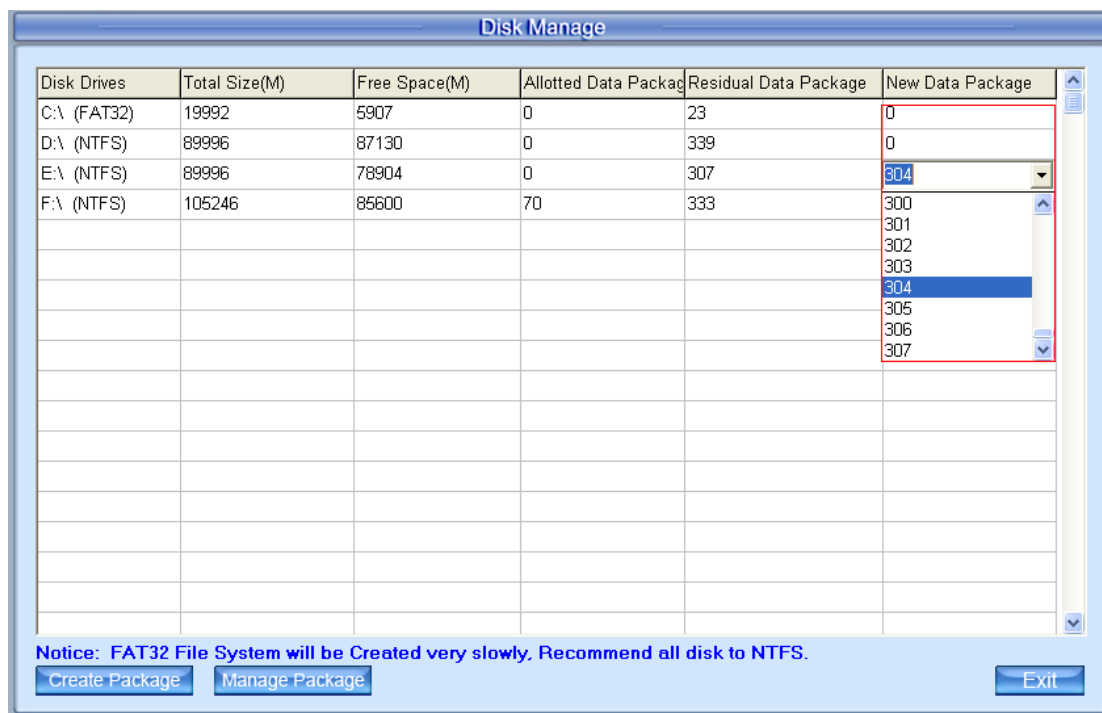 Disk Manage
Disk Drives Total Size(M) Free Space(M) Allotted Data Packag Residual Data Package New Data Package
C:\ (FAT32) 19992 5907 0 23 0
D:\ (NTFS) 89996 87130 0 339 0
E:\ (NTFS) 89996 78904 0 307 304
F:\ (NTFS) 105246 85600 70 333 300
301
302
303
304
305
306
307
Notice: FAT32 File System will be Created very slowly, Recommend all disk to NTFS.
Create Package Manage Package Exit